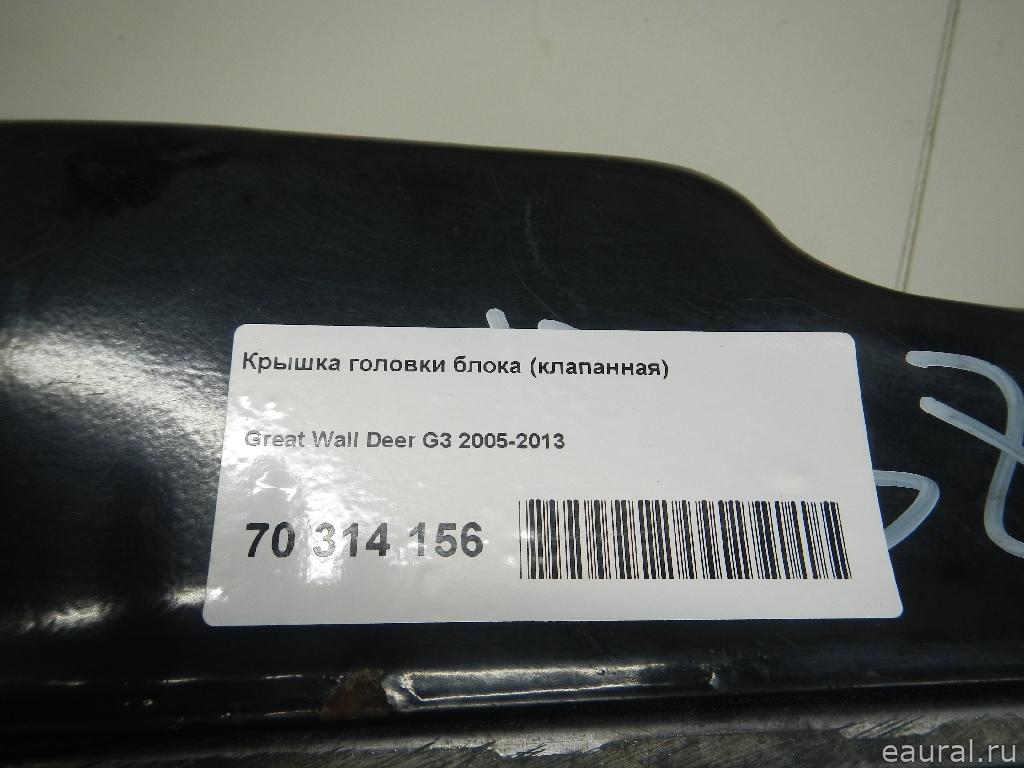 Крышка головки блока (клапанная)
Great Wall Deer G3 2005-2013
70 314 156
eaural.ru